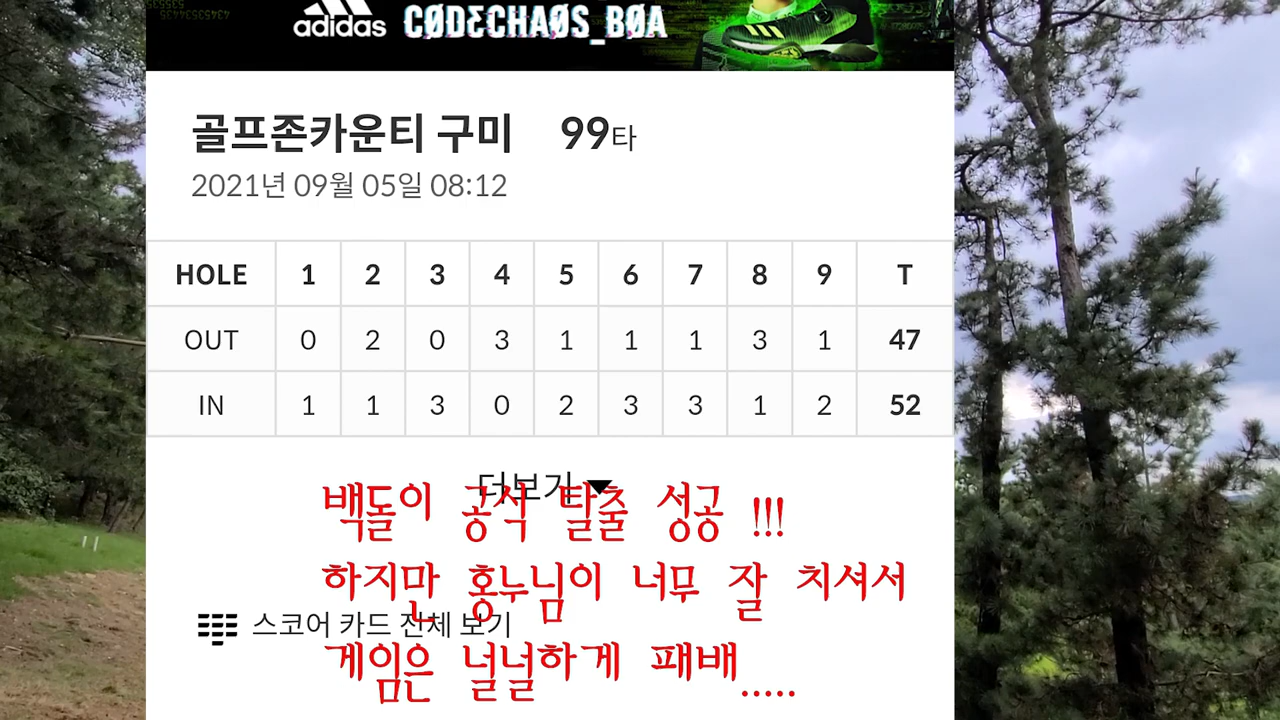 adidas CØDECHAØS_BØA
골프존카운티 구미 99타
2021년 09월 05일 08:12
HOLE 1 2 3 4 5 6 7 8 9 T
OUT 0 2 0 3 1 1 1 3 1 47
IN 1 1 3 0 2 3 3 1 2 52
더보기
백돌이 공식 탈출 성공 !!!
하지만 홍누님이 너무 잘 치셔서
스코어 카드 전체 보기
게임은 널널하게 패배.....